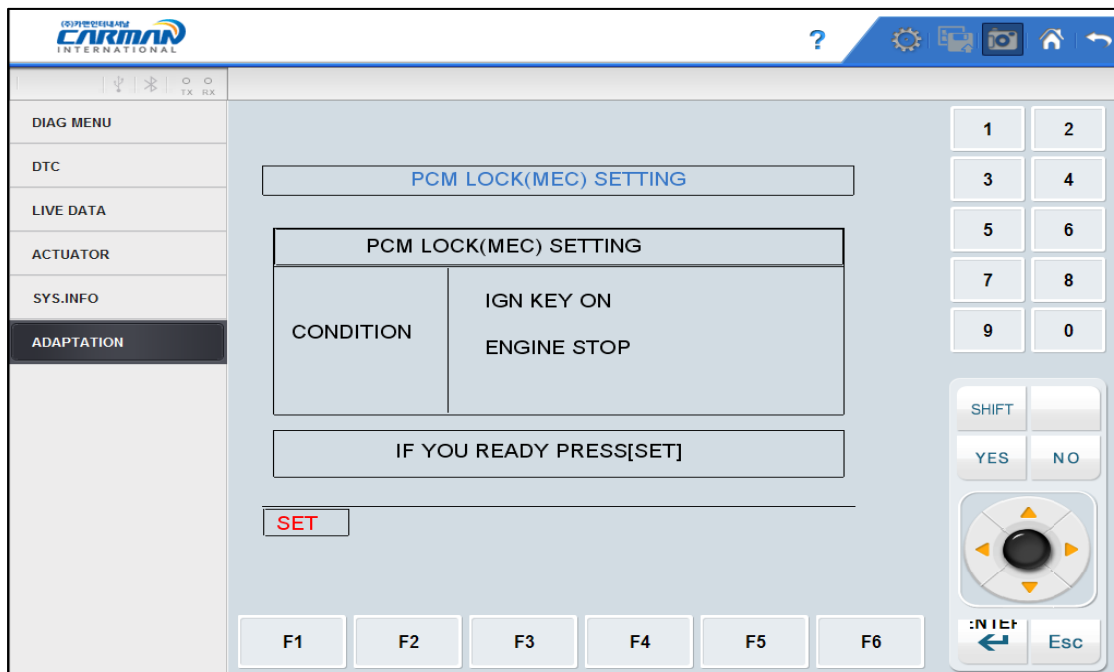 (주)카맨인터내셔날
CARMAN
INTERNATIONAL
?
TX RX
DIAG MENU
DTC
LIVE DATA
ACTUATOR
SYS.INFO
ADAPTATION
PCM LOCK(MEC) SETTING
PCM LOCK(MEC) SETTING
CONDITION
IGN KEY ON
ENGINE STOP
IF YOU READY PRESS[SET]
SET
F1 F2 F3 F4 F5 F6
1 2
3 4
5 6
7 8
9 0
SHIFT
YES NO
ENTER Esc